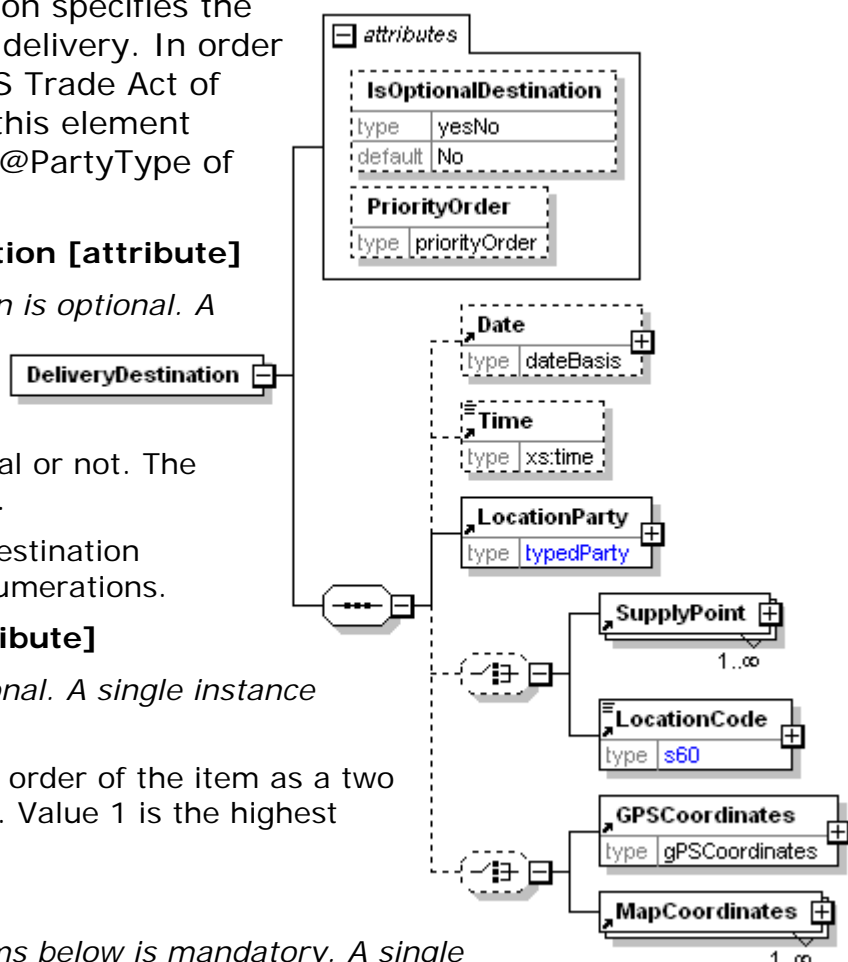 on specifies the
delivery. In order
S Trade Act of
this element
@PartyType of
tion [attribute]
n is optional. A
al or not. The
.
estination
umerations.
ribute]
onal. A single instance
order of the item as a two
. Value 1 is the highest
ms below is mandatory. A single
attributes
IsOptionalDestination
type yesNo
default No
PriorityOrder
type priorityOrder
DeliveryDestination
Date
type dateBasis
Time
type xs:time
LocationParty
type typedParty
SupplyPoint
1..∞
LocationCode
type s60
GPSCoordinates
type gPSCoordinates
MapCoordinates
1..∞